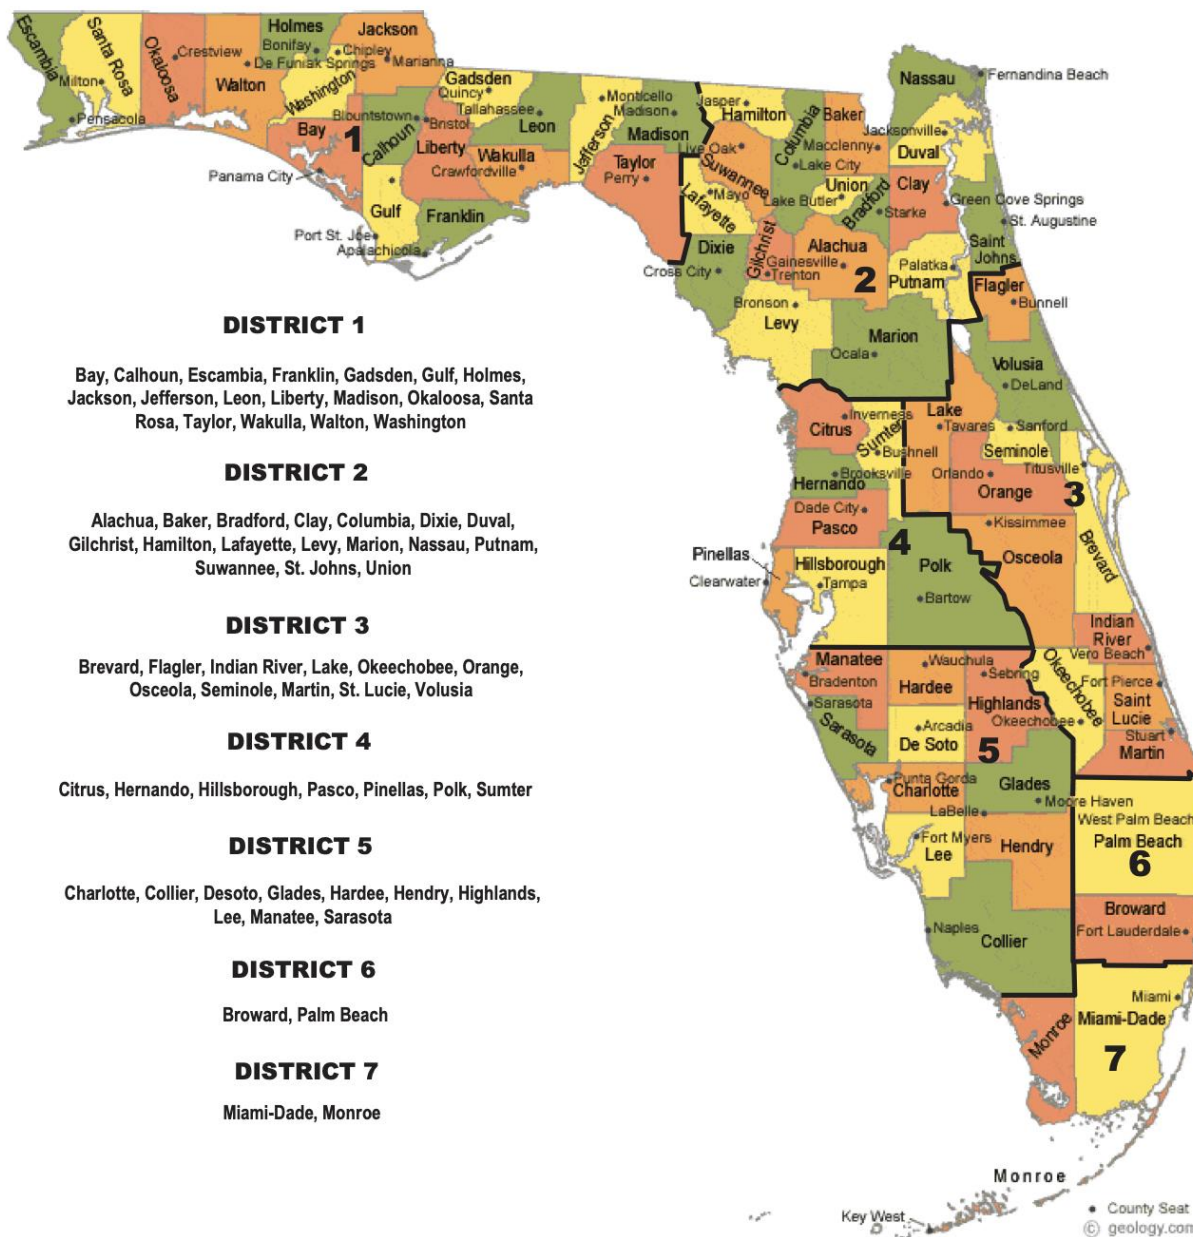 Escambia
Santa Rosa
Milton
Pensacola
Okaloosa
Crestview
Walton
De Funiak Springs
Holmes
Bonifay
Washington
Chipley
Jackson
Marianna
Bay
1
Panama City
Calhoun
Blountstown
Gulf
Port St. Joe
Apalachicola
Franklin
Liberty
Bristol
Gadsden
Quincy
Tallahassee
Leon
Wakulla
Crawfordville
Jefferson
Monticello
Madison
Madison
Taylor
Perry
Hamilton
Jasper
Live Oak
Suwannee
Lafayette
Mayo
Dixie
Cross City
Columbia
Lake City
Baker
Macclenny
Nassau
Fernandina Beach
Jacksonville
Duval
Union
Lake Butler
Bradford
Starke
Clay
Green Cove Springs
St. Augustine
Saint
Johns
Gilchrist
Trenton
Alachua
Gainesville
2
Palatka
Putnam
Bronson
Levy
Marion
Ocala
Flagler
Bunnell
Volusia
DeLand
DISTRICT 1
Bay, Calhoun, Escambia, Franklin, Gadsden, Gulf, Holmes,
Jackson, Jefferson, Leon, Liberty, Madison, Okaloosa, Santa
Rosa, Taylor, Wakulla, Walton, Washington
DISTRICT 2
Alachua, Baker, Bradford, Clay, Columbia, Dixie, Duval,
Gilchrist, Hamilton, Lafayette, Levy, Marion, Nassau, Putnam,
Suwannee, St. Johns, Union
DISTRICT 3
Brevard, Flagler, Indian River, Lake, Okeechobee, Orange,
Osceola, Seminole, Martin, St. Lucie, Volusia
DISTRICT 4
Citrus, Hernando, Hillsborough, Pasco, Pinellas, Polk, Sumter
DISTRICT 5
Charlotte, Collier, Desoto, Glades, Hardee, Hendry, Highlands,
Lee, Manatee, Sarasota
DISTRICT 6
Broward, Palm Beach
DISTRICT 7
Miami-Dade, Monroe
Citrus
Inverness
Sumter
Bushnell
Lake
Tavares
Sanford
Seminole
Titusville
Hernando
Brooksville
Orlando
Orange
3
Dade City
Pasco
4
Kissimmee
Osceola
Brevard
Pinellas
Clearwater
Hillsborough
Tampa
Polk
Bartow
Indian
River
Vero Beach
Manatee
Bradenton
Wauchula
Hardee
Sebring
Highlands
Okeechobee
Okeechobee
Fort Pierce
Saint
Lucie
Stuart
Martin
Sarasota
Sarasota
Arcadia
De Soto
5
Punta Gorda
Charlotte
Glades
Moore Haven
LaBelle
West Palm Beach
Palm Beach
6
Fort Myers
Lee
Hendry
Broward
Fort Lauderdale
Naples
Collier
Miami
Miami-Dade
7
Monroe
Monroe
Key West
County Seat
© geology.com